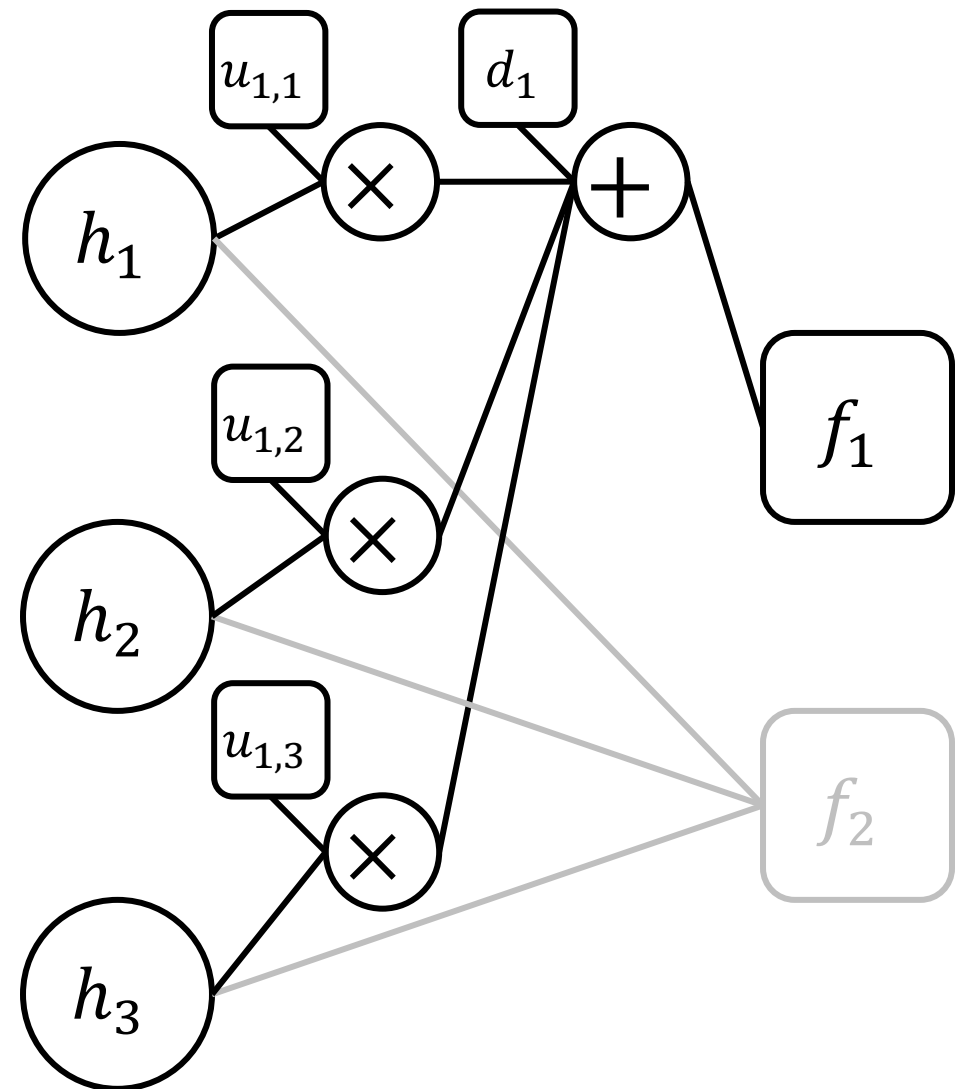 u1,1
d1
×
+
h1
f1
u1,2
×
h2
u1,3
×
f2
h3